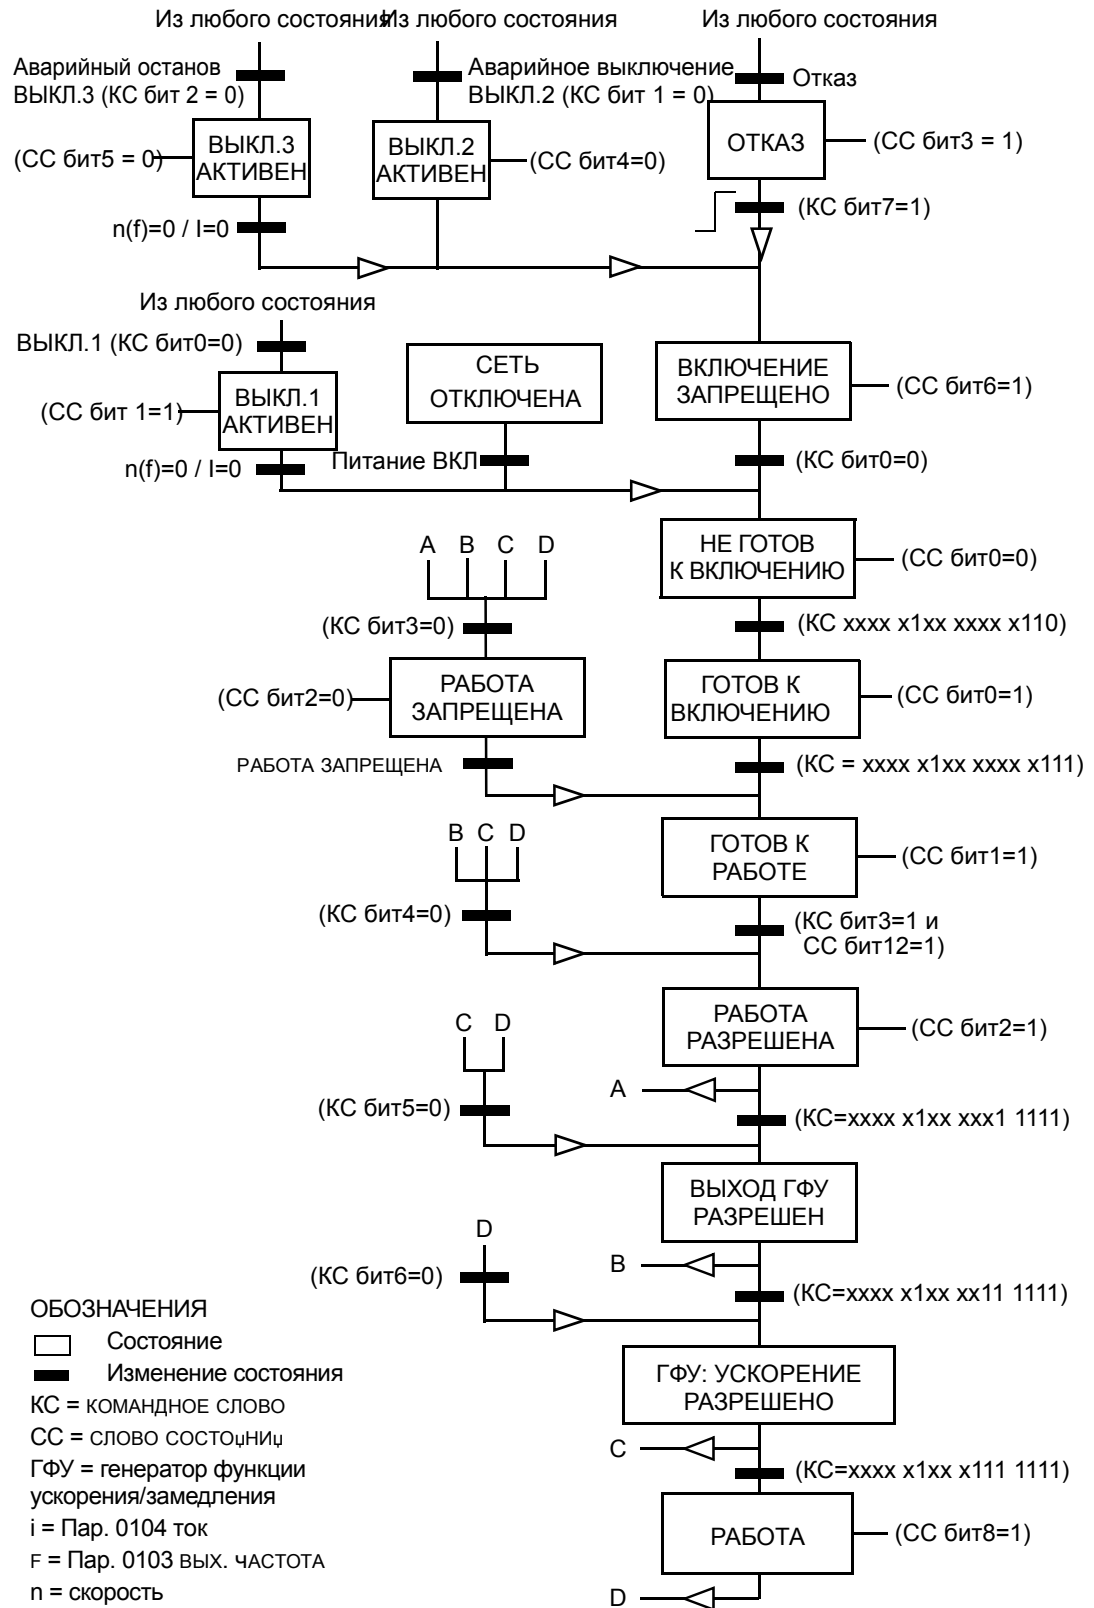 Из любого состояния
Из любого состояния
Из любого состояния
Аварийный останов
ВЫКЛ.3 (КС бит 2 = 0)
Аварийное выключение
ВЫКЛ.2 (КС бит 1 = 0)
Отказ
(СС бит5 = 0)
ВЫКЛ.3
АКТИВЕН
ВЫКЛ.2
АКТИВЕН
(СС бит4=0)
ОТКАЗ
(СС бит3 = 1)
n(f)=0 / I=0
(КС бит7=1)
Из любого состояния
ВЫКЛ.1 (КС бит0=0)
(СС бит 1=1)
ВЫКЛ.1
АКТИВЕН
СЕТЬ
ОТКЛЮЧЕНА
ВКЛЮЧЕНИЕ
ЗАПРЕЩЕНО
(СС бит6=1)
n(f)=0 / I=0
Питание ВКЛ
(КС бит0=0)
A B C D
НЕ ГОТОВ
К ВКЛЮЧЕНИЮ
(СС бит0=0)
(КС бит3=0)
(КС xxxx x1xx xxxx x110)
(СС бит2=0)
РАБОТА
ЗАПРЕЩЕНА
ГОТОВ К
ВКЛЮЧЕНИЮ
(СС бит0=1)
РАБОТА ЗАПРЕЩЕНА
(КС = xxxx x1xx xxxx x111)
B C D
ГОТОВ К
РАБОТЕ
(СС бит1=1)
(КС бит4=0)
(КС бит3=1 и
СС бит12=1)
C D
РАБОТА
РАЗРЕШЕНА
(СС бит2=1)
A
(КС бит5=0)
(КС=xxxx x1xx xxx1 1111)
ВЫХОД ГФУ
РАЗРЕШЕН
D
B
(КС бит6=0)
(КС=xxxx x1xx xx11 1111)
ГФУ: УСКОРЕНИЕ
РАЗРЕШЕНО
C
(КС=xxxx x1xx x111 1111)
РАБОТА
(СС бит8=1)
D
ОБОЗНАЧЕНИЯ
Состояние
Изменение состояния
КС = КОМАНДНОЕ СЛОВО
СС = СЛОВО СОСТОџНИџ
ГФУ = генератор функции
ускорения/замедления
i = Пар. 0104 ток
F = Пар. 0103 ВЫХ. ЧАСТОТА
n = скорость